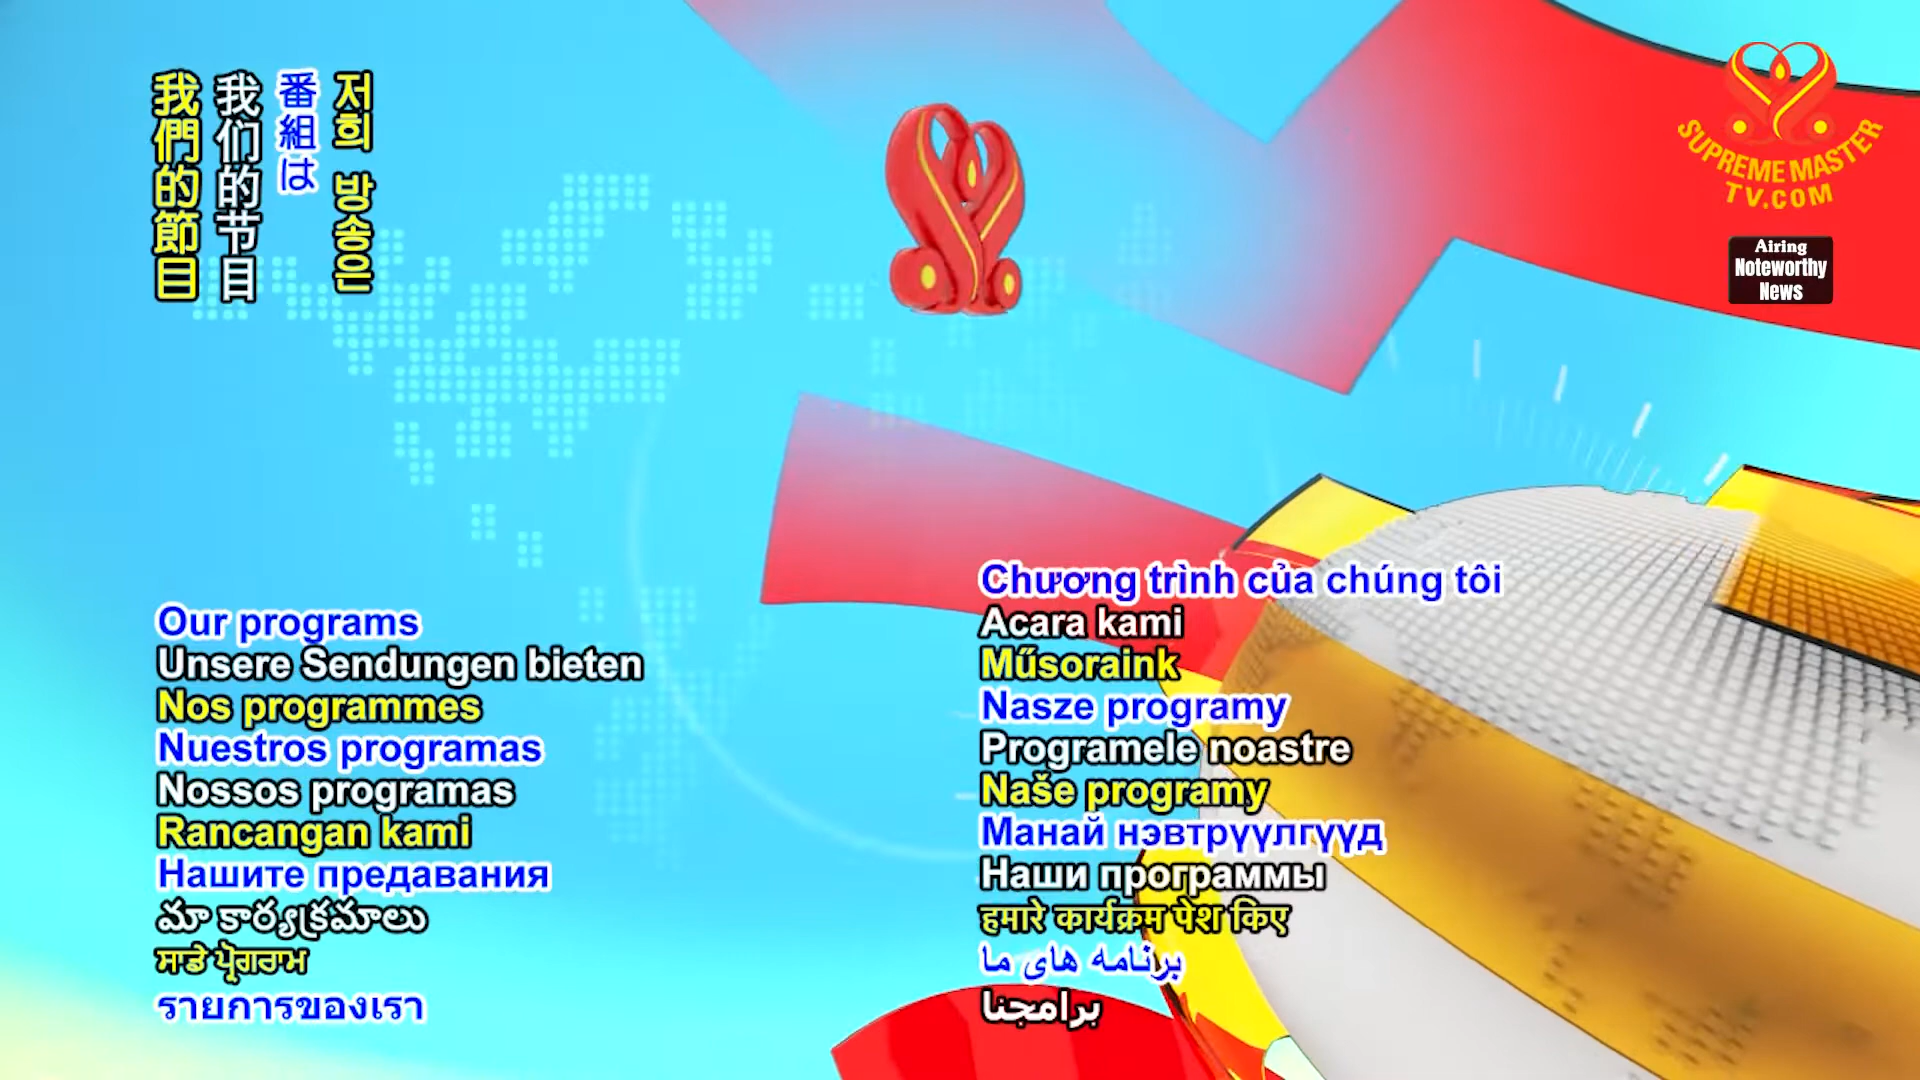 我們的節目
我们的节目
番組は
저희 방송은
SUPREME MASTER
TV.COM
Airing
Noteworthy
News
Our programs
Unsere Sendungen bieten
Nos programmes
Nuestros programas
Nossos programas
Rancangan kami
Нашите предавания
మా కార్యక్రమాలు
ਸਾਡੇ ਪ੍ਰੋਗਰਾਮ
รายการของเรา
Chương trình của chúng tôi
Acara kami
Műsoraink
Nasze programy
Programele noastre
Naše programy
Манай нэвтрүүлгүүд
Наши программы
हमारे कार्यक्रम पेश किए
برنامه های ما
برامجنا